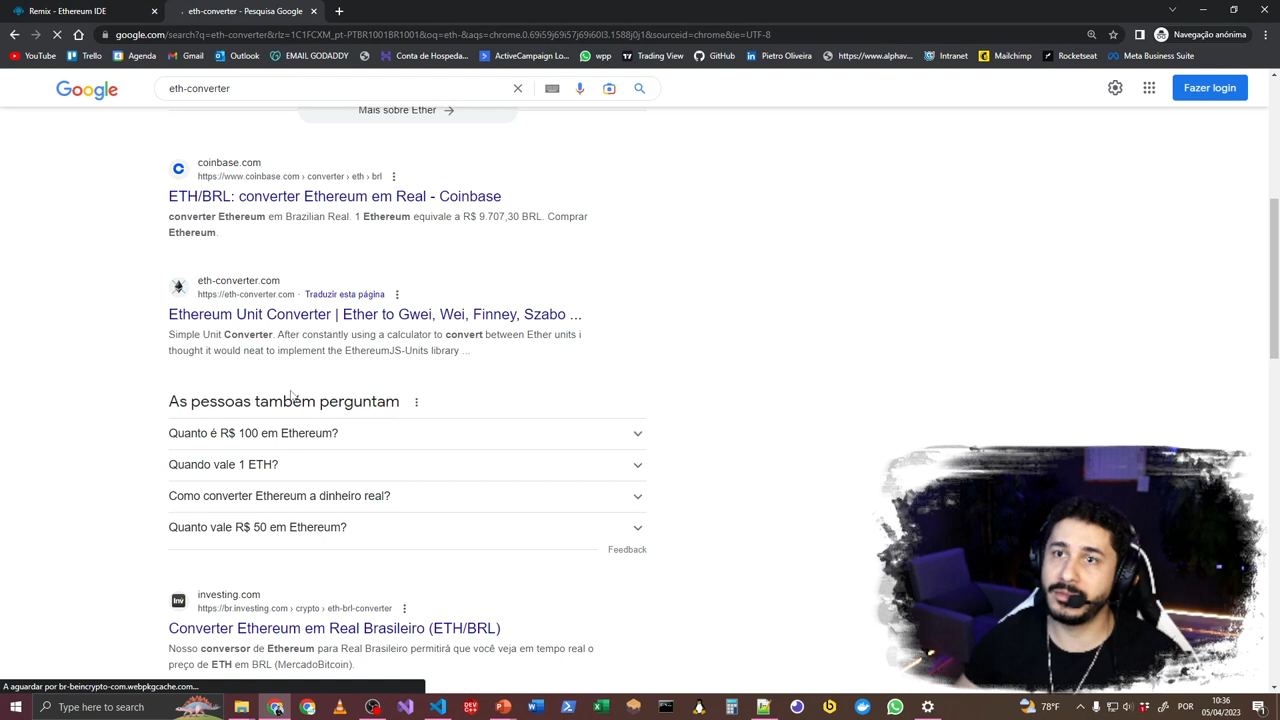 Remix - Ethereum IDE
eth-converter - Pesquisa Google
google.com/search?q=eth-converter&rlz=1C1FCXM_pt-PTBR1001BR1001&oq=eth-&aqs=chrome.0.69i59j69i57j69i60l3.1588j0j1&sourceid=chrome&ie=UTF-8
Navegação anónima
YouTube
Trello
Agenda
Gmail
Outlook
EMAIL GODADDY
Conta de Hospeda...
ACTIVE CAMPAIGN
wpp
Trading View
GitHub
Pietro Oliveira
https://www.alphav...
Intranet
Mailchimp
Rocketseat
Meta Business Suite
Google
eth-converter
Fazer login
Mais sobre Ether
coinbase.com
https://www.coinbase.com › converter › eth › brl
ETH/BRL: converter Ethereum em Real - Coinbase
converter Ethereum em Brazilian Real. 1 Ethereum equivale a R$ 9.707,30 BRL. Comprar
Ethereum.
eth-converter.com
https://eth-converter.com · Traduzir esta página
Ethereum Unit Converter | Ether to Gwei, Wei, Finney, Szabo ...
Simple Unit Converter. After constantly using a calculator to convert between Ether units i
thought it would neat to implement the EthereumJS-Units library ...
As pessoas também perguntam
Quanto é R$ 100 em Ethereum?
Quando vale 1 ETH?
Como converter Ethereum a dinheiro real?
Quanto vale R$ 50 em Ethereum?
Feedback
Inv
investing.com
https://br.investing.com › crypto › eth-brl-converter
Converter Ethereum em Real Brasileiro (ETH/BRL)
Nosso conversor de Ethereum para Real Brasileiro permitirá que você veja em tempo real o
preço de ETH em BRL (MercadoBitcoin).
A aguardar por br-beincrypto-com.webpkgcache.com...
Type here to search
DEV
78°F
POR
10:36
05/04/2023